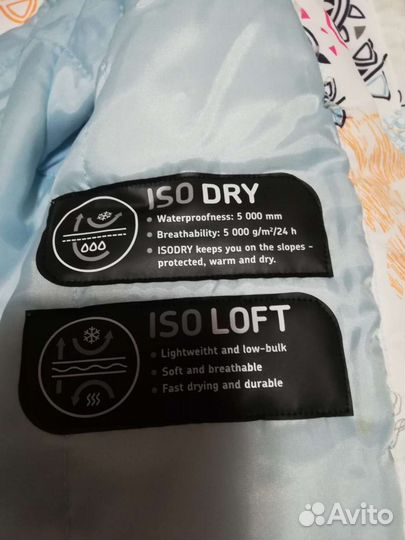 ISO DRY
• Waterproofness: 5 000 mm
• Breathability: 5 000 g/m²/24 h
• ISODRY keeps you on the slopes -
protected, warm and dry.
ISO LOFT
• Lightweitht and low-bulk
• Soft and breathable
• Fast drying and durable
Avito